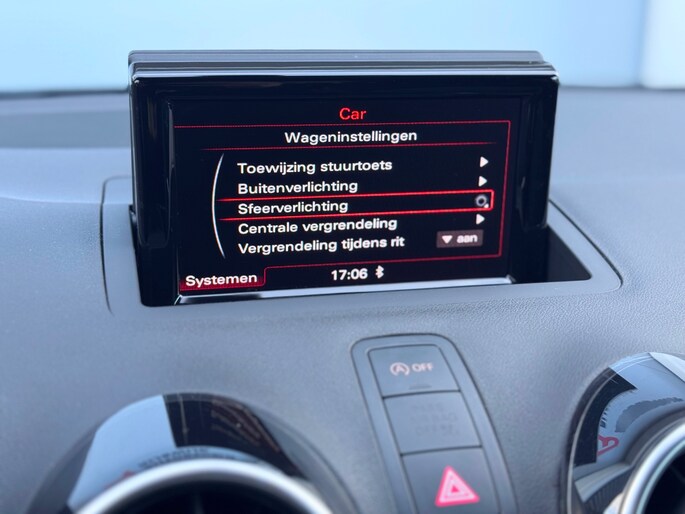 Car
Wageninstellingen
Toewijzing stuurtoets
Buitenverlichting
Sfeerverlichting
Centrale vergrendeling
Vergrendeling tijdens rit
aan
Systemen
17:06
A OFF